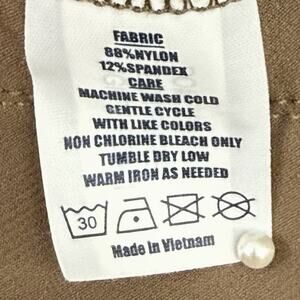 FABRIC
88%NYLON
12%SPANDEX
CARE
MACHINE WASH COLD
GENTLE CYCLE
WITH LIKE COLORS
NON CHLORINE BLEACH ONLY
TUMBLE DRY LOW
WARM IRON AS NEEDED
30
Made in Vietnam